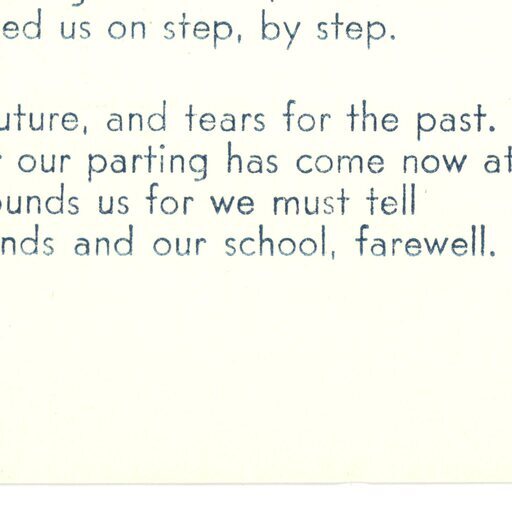 ed us on step, by step.
uture, and tears for the past.
our parting has come now at
ounds us for we must tell
nds and our school, farewell.